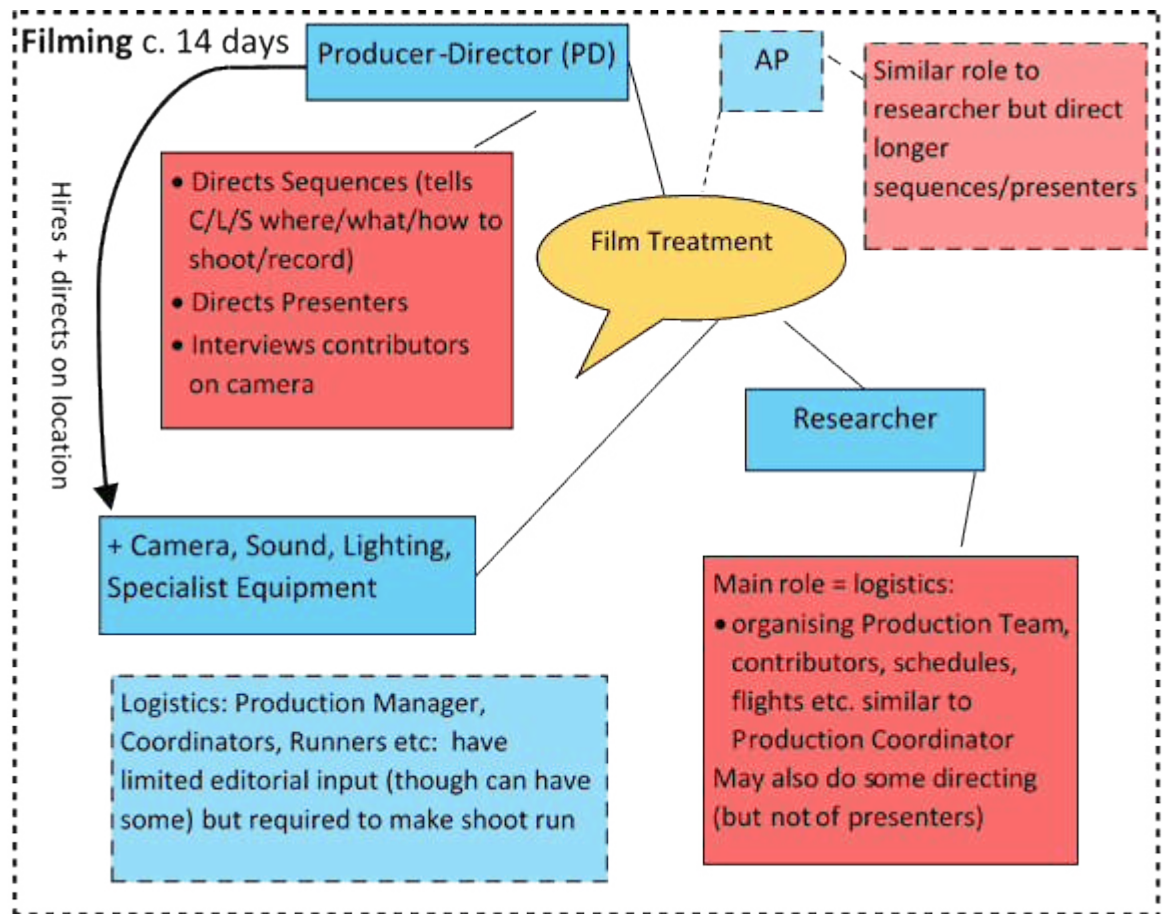 Filming c. 14 days
Producer-Director (PD)
AP
Similar role to
researcher but direct
longer
sequences/presenters
• Directs Sequences (tells
C/L/S where/what/how to
shoot/record)
• Directs Presenters
• Interviews contributors
on camera
Film Treatment
Hires + directs on location
Researcher
+ Camera, Sound, Lighting,
Specialist Equipment
Main role = logistics:
• organising Production Team,
contributors, schedules,
flights etc. similar to
Production Coordinator
May also do some directing
(but not of presenters)
Logistics: Production Manager,
Coordinators, Runners etc: have
limited editorial input (though can have
some) but required to make shoot run